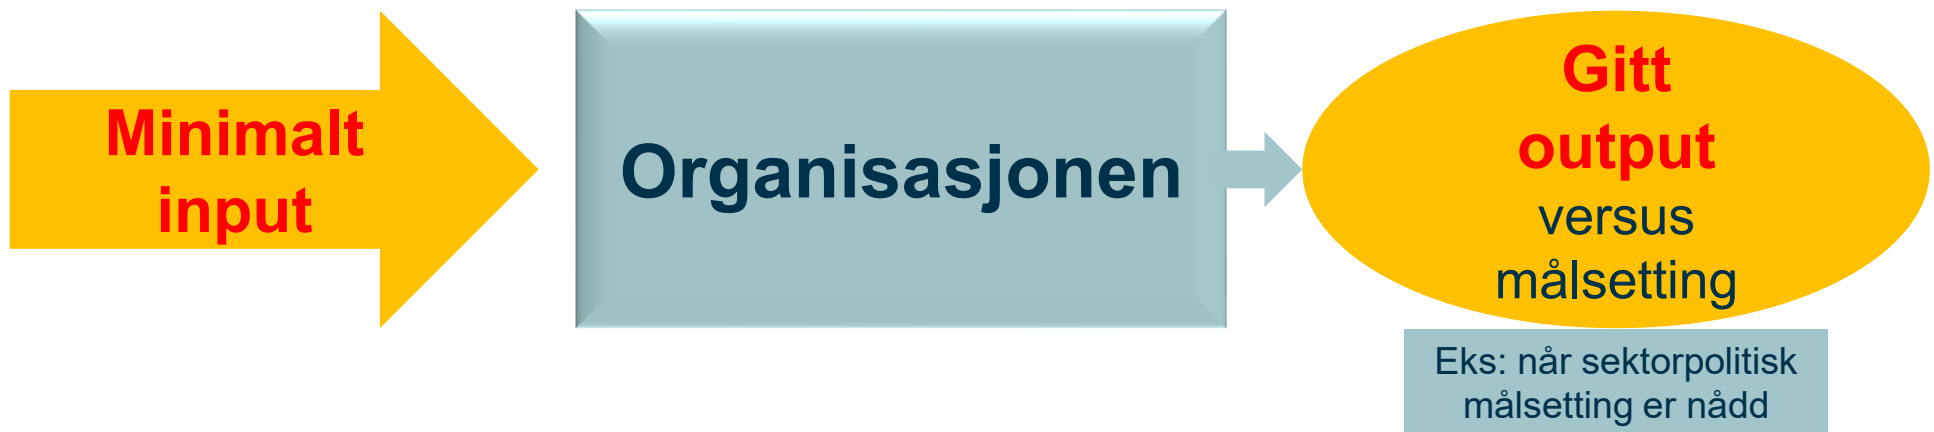 Minimalt
input
Organisasjonen
Gitt
output
versus
målsetting
Eks: når sektorpolitisk
målsetting er nådd